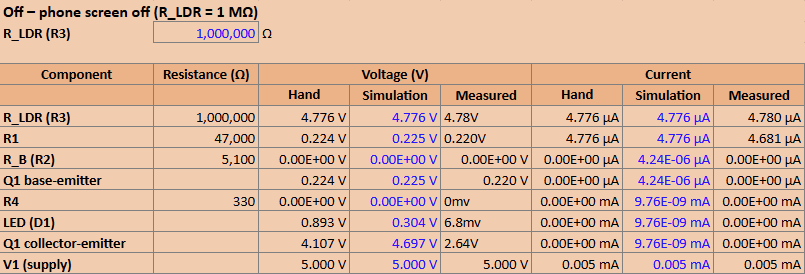 Off – phone screen off (R_LDR = 1 MΩ)
R_LDR (R3) 1,000,000 Ω
Component Resistance (Ω) Voltage (V) Current
Hand Simulation Measured Hand Simulation Measured
R_LDR (R3) 1,000,000 4.776 V 4.776 V 4.78V 4.776 µA 4.776 µA 4.780 µA
R1 47,000 0.224 V 0.225 V 0.220V 4.776 µA 4.776 µA 4.681 µA
R_B (R2) 5,100 0.00E+00 V 0.00E+00 V 0.00E+00 V 0.00E+00 µA 4.24E-06 µA 0.00E+00 µA
Q1 base-emitter 0.224 V 0.225 V 0.220 V 0.00E+00 µA 4.24E-06 µA 0.00E+00 µA
R4 330 0.00E+00 V 0.00E+00 V 0mv 0.00E+00 mA 9.76E-09 mA 0.00E+00 mA
LED (D1) 0.893 V 0.304 V 6.8mv 0.00E+00 mA 9.76E-09 mA 0.00E+00 mA
Q1 collector-emitter 4.107 V 4.697 V 2.64V 0.00E+00 mA 9.76E-09 mA 0.00E+00 mA
V1 (supply) 5.000 V 5.000 V 5.000 V 0.005 mA 0.005 mA 0.005 mA